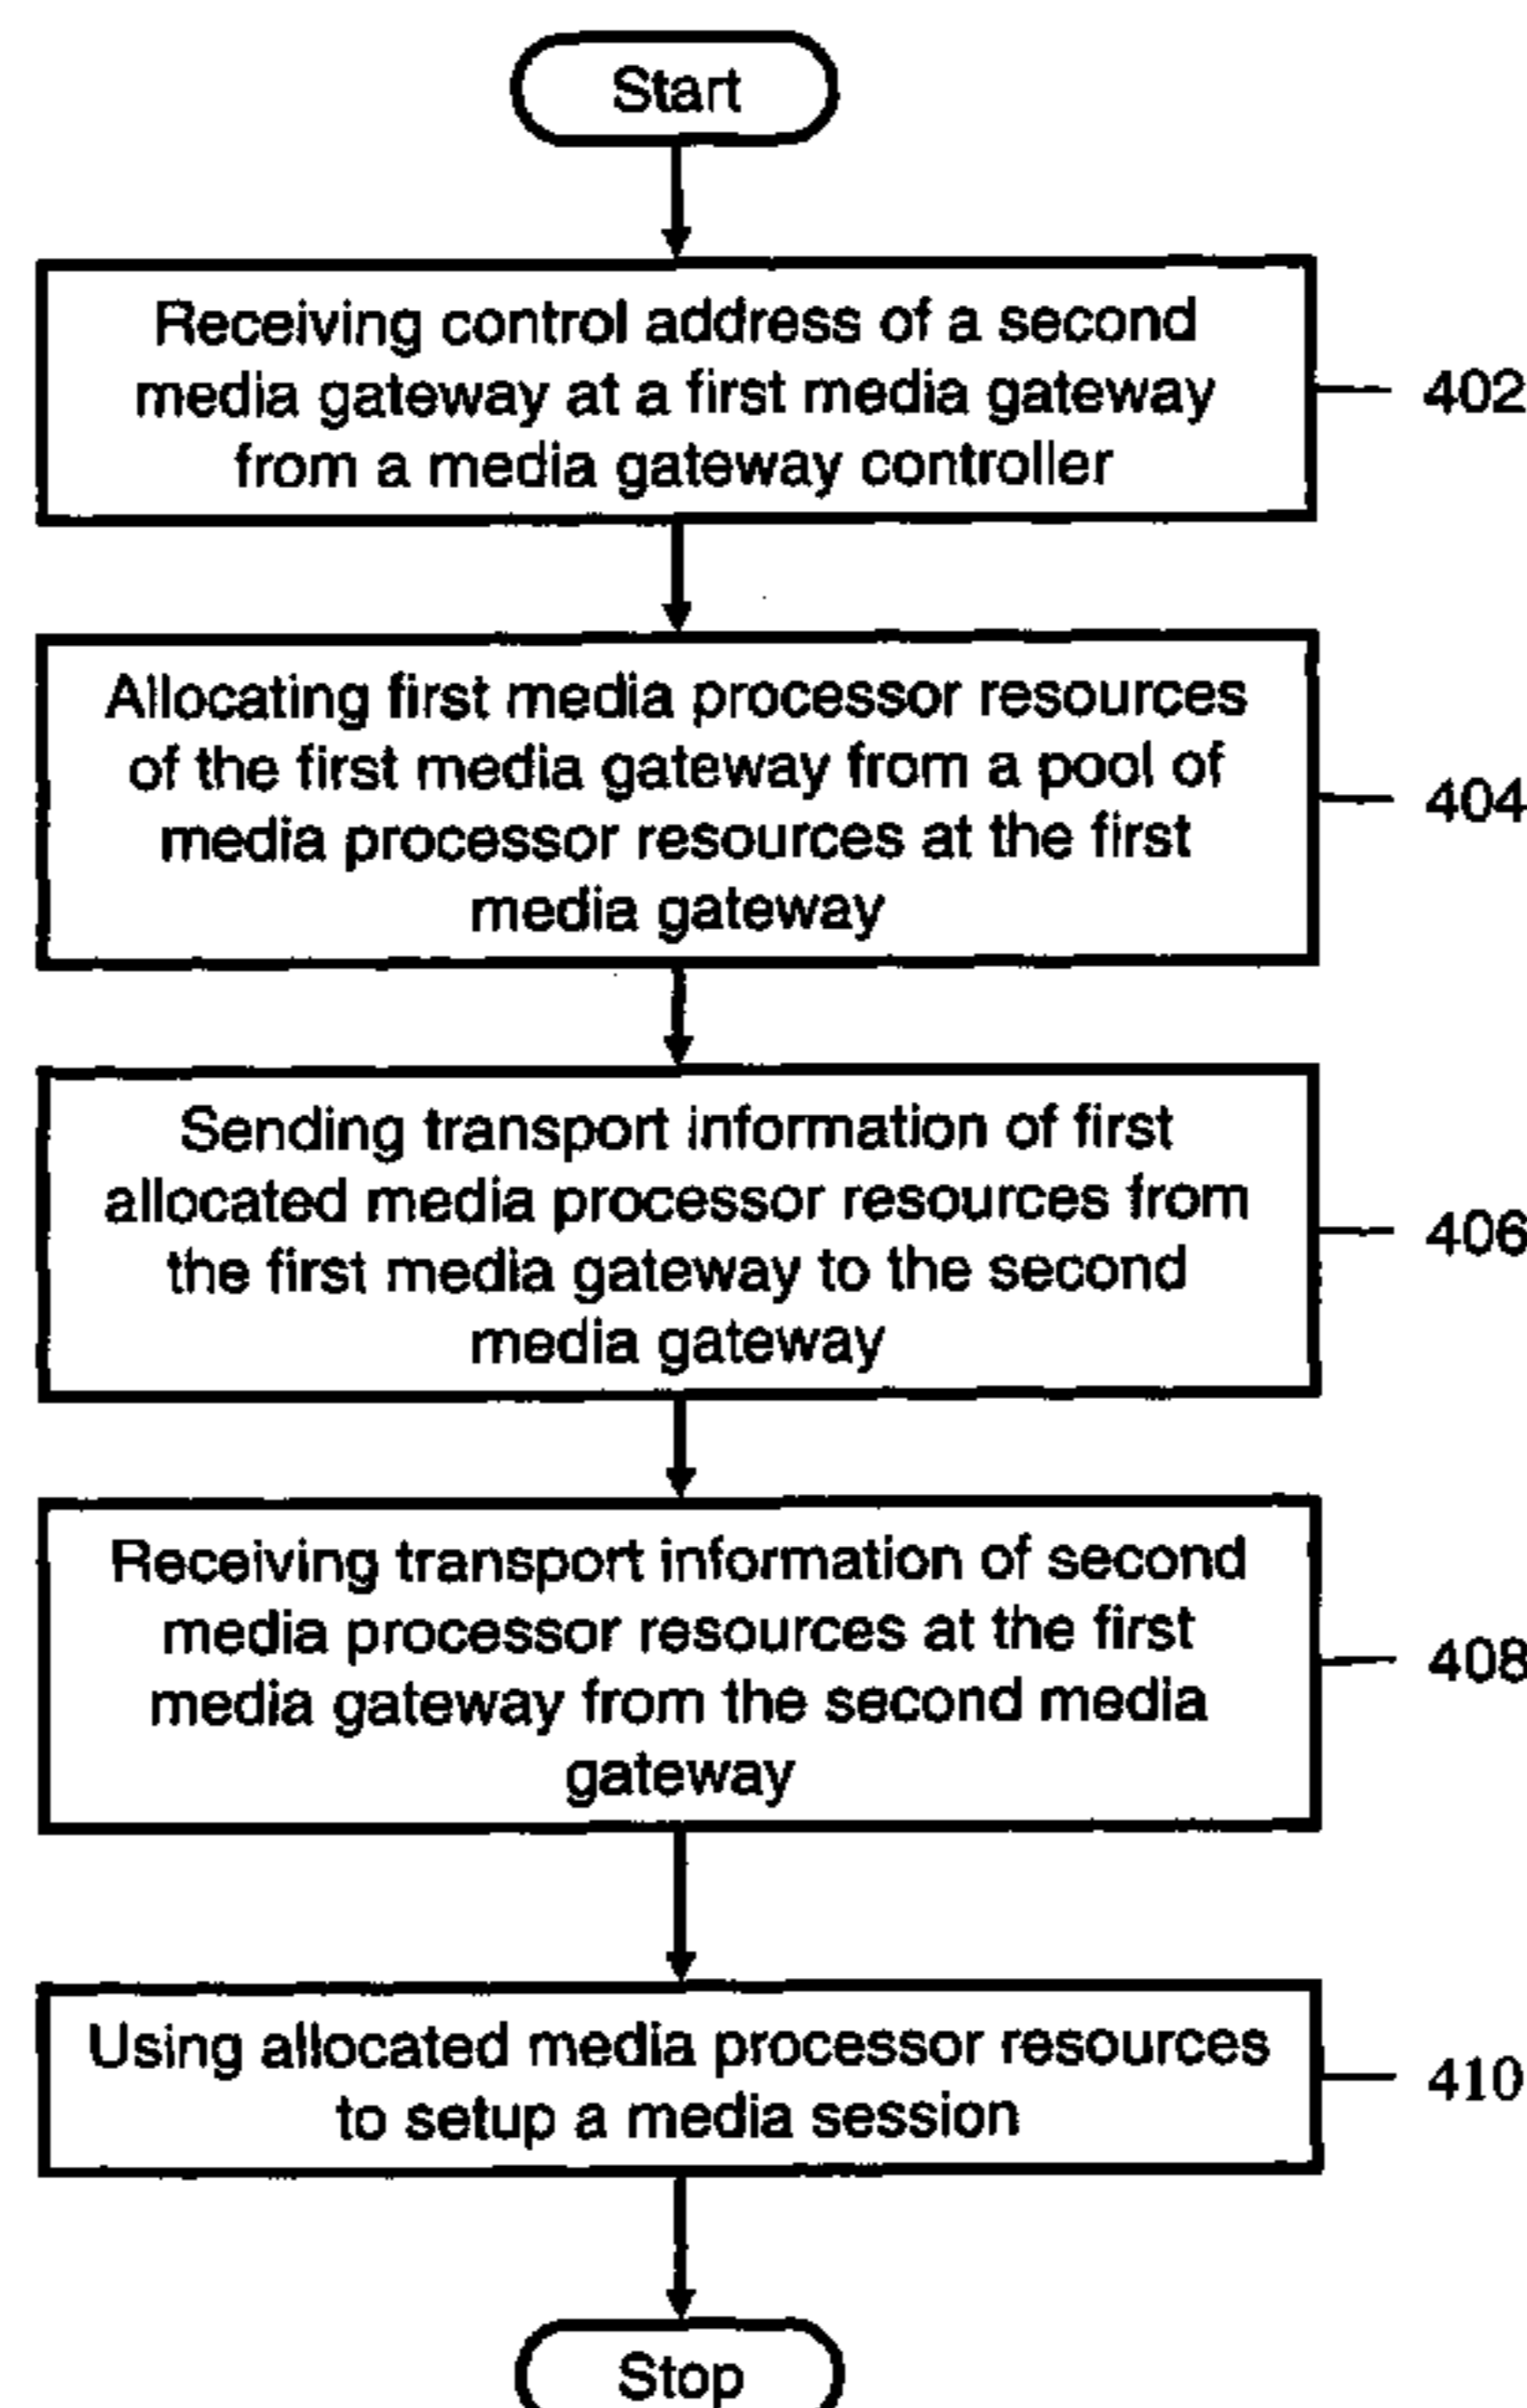 Start
Receiving control address of a second
media gateway at a first media gateway
from a media gateway controller
402
Allocating first media processor resources
of the first media gateway from a pool of
media processor resources at the first
media gateway
404
Sending transport information of first
allocated media processor resources from
the first media gateway to the second
media gateway
406
Receiving transport information of second
media processor resources at the first
media gateway from the second media
gateway
408
Using allocated media processor resources
to setup a media session
410
Stop